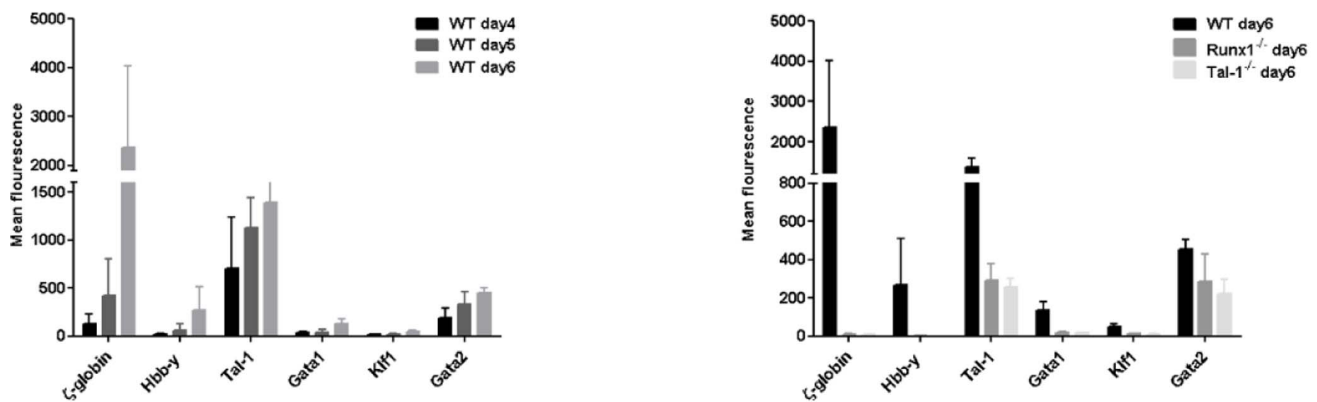 5000
4000
3000
2000
1500
1000
500
0
Mean flourescence
WT day4
WT day5
WT day6
ζ-globin
Hbb-y
Tal-1
Gata1
Klf1
Gata2
5000
4000
3000
2000
800
600
400
200
0
Mean flourescence
WT day6
Runx1-/- day6
Tal-1-/- day6
ζ-globin
Hbb-y
Tal-1
Gata1
Klf1
Gata2